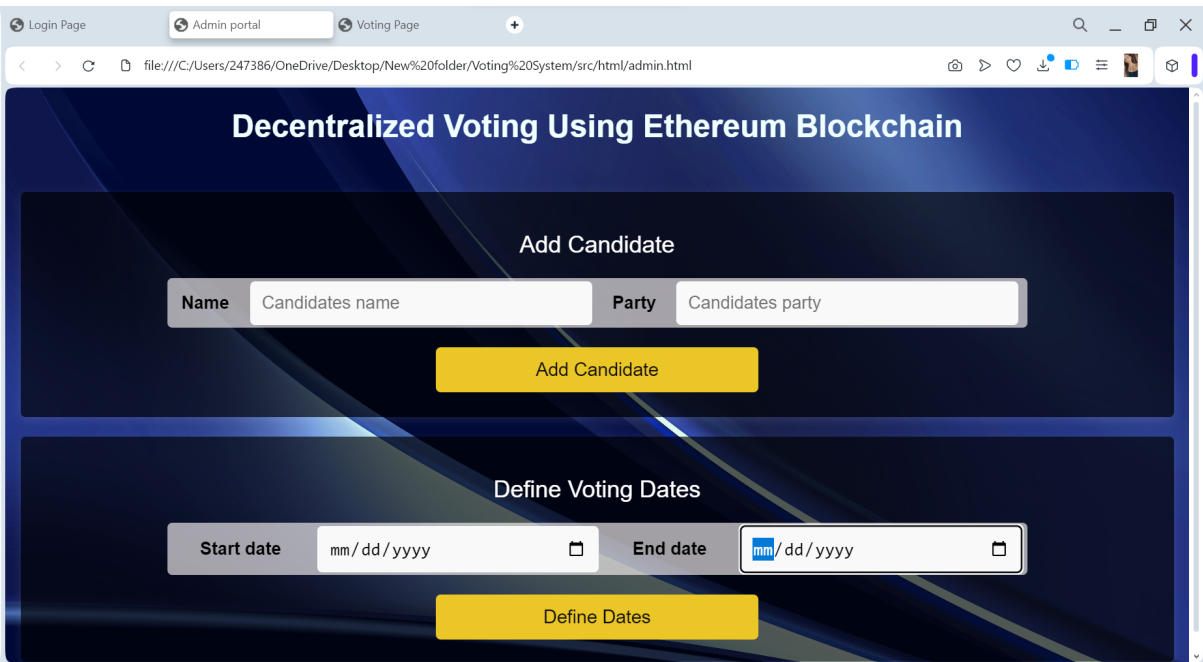 Login Page Admin portal Voting Page
file:///C:/Users/247386/OneDrive/Desktop/New%20folder/Voting%20System/src/html/admin.html
Decentralized Voting Using Ethereum Blockchain
Add Candidate
Name Candidates name Party Candidates party
Add Candidate
Define Voting Dates
Start date mm/dd/yyyy End date mm/dd/yyyy
Define Dates